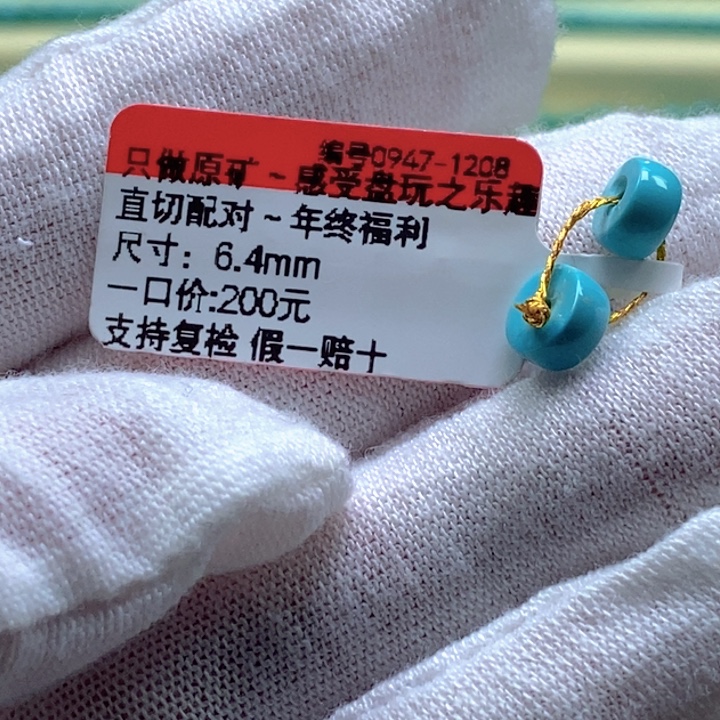 编号0947-1208
只做原矿~感受盘玩之乐趣
直切配对~年终福利
尺寸：6.4mm
一口价:200元
支持复检 假一赔十